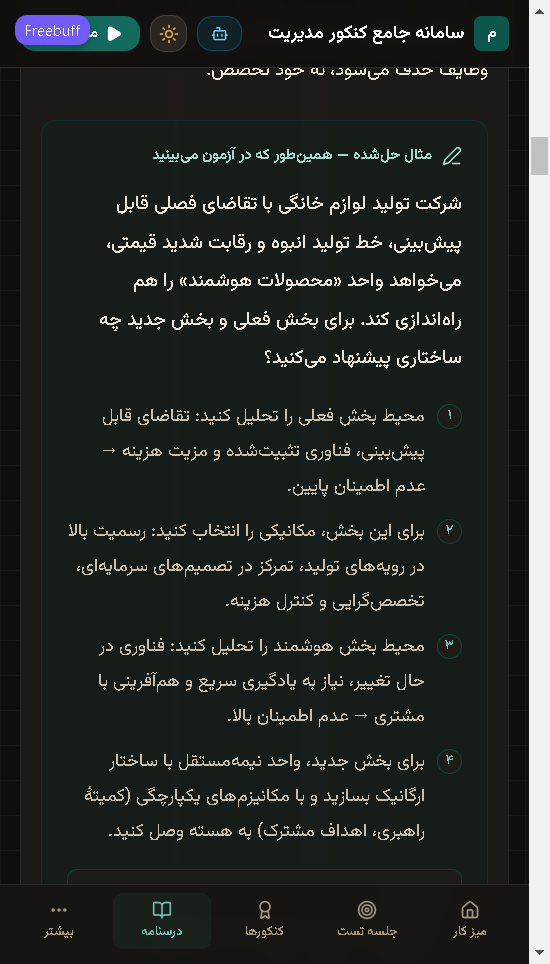 Freebuff
م
سامانه جامع کنکور مدیریت
م
وظایف حذف می‌شود، نه خود تخصص.
مثال حل‌شده — همین‌طور که در آزمون می‌بینید
شرکت تولید لوازم خانگی با تقاضای فصلی قابل
پیش‌بینی، خط تولید انبوه و رقابت شدید قیمتی،
می‌خواهد واحد «محصولات هوشمند» را هم
راه‌اندازی کند. برای بخش فعلی و بخش جدید چه
ساختاری پیشنهاد می‌کنید؟
۱
محیط بخش فعلی را تحلیل کنید: تقاضای قابل
پیش‌بینی، فناوری تثبیت‌شده و مزیت هزینه →
عدم اطمینان پایین.
۲
برای این بخش، مکانیکی را انتخاب کنید: رسمیت بالا
در رویه‌های تولید، تمرکز در تصمیم‌های سرمایه‌ای،
تخصص‌گرایی و کنترل هزینه.
۳
محیط بخش هوشمند را تحلیل کنید: فناوری در
حال تغییر، نیاز به یادگیری سریع و هم‌آفرینی با
مشتری → عدم اطمینان بالا.
۴
برای بخش جدید، واحد نیمه‌مستقل با ساختار
ارگانیک بسازید و با مکانیزم‌های یکپارچگی (کمیتهٔ
راهبری، اهداف مشترک) به هسته وصل کنید.
میز کار
جلسه تست
کنکورها
درسنامه
بیشتر